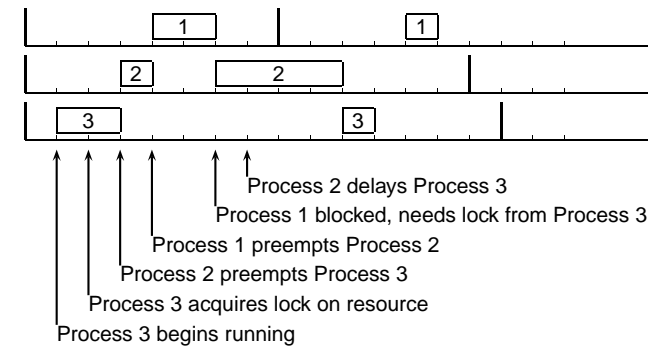 1 1
2 2
3 3
Process 2 delays Process 3
Process 1 blocked, needs lock from Process 3
Process 1 preempts Process 2
Process 2 preempts Process 3
Process 3 acquires lock on resource
Process 3 begins running